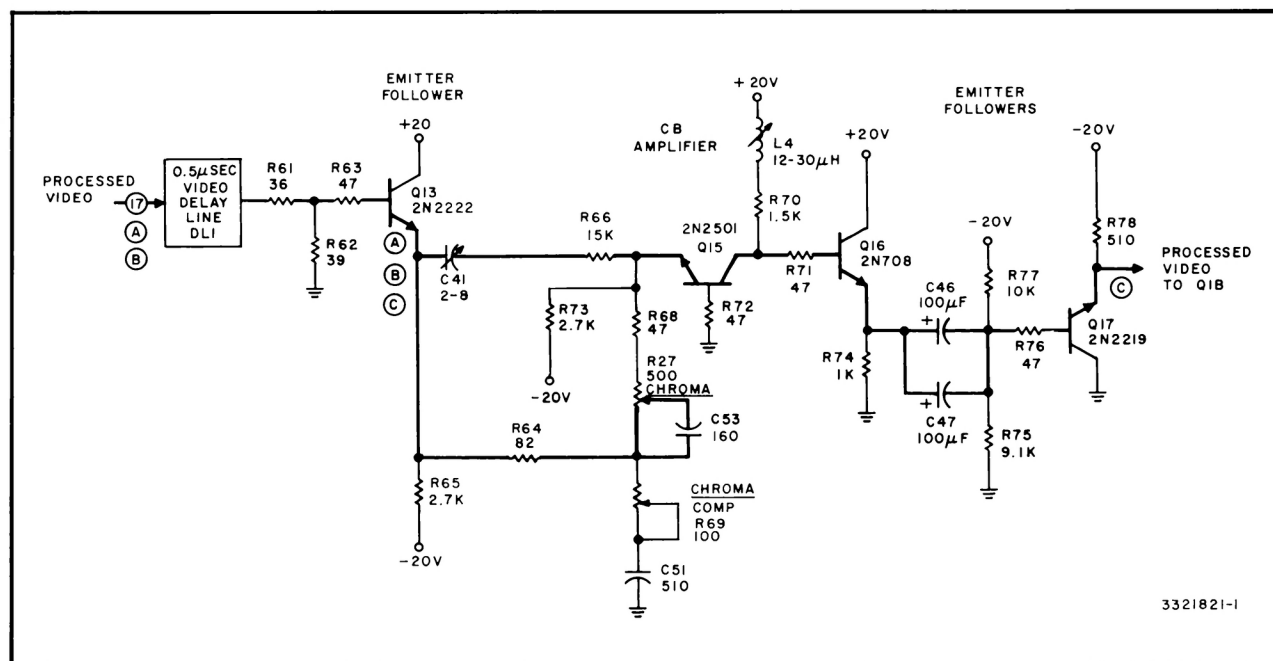 EMITTER
FOLLOWER
+20
PROCESSED
VIDEO
17
A
B
0.5μSEC
VIDEO
DELAY
LINE
DL1
R61
36
R63
47
R62
39
Q13
2N2222
A
B
C
C41
2-8
R66
15K
R73
2.7K
-20V
R68
47
R27
500
CHROMA
C53
160
R64
82
R65
2.7K
-20V
CHROMA
COMP
R69
100
C51
510
CB
AMPLIFIER
+20V
L4
12-30μH
R70
1.5K
2N2501
Q15
R72
47
R71
47
+20V
Q16
2N708
R74
1K
EMITTER
FOLLOWERS
C46
100μF
+
C47
100μF
+
-20V
R77
10K
R75
9.1K
R76
47
-20V
R78
510
C
Q17
2N2219
PROCESSED
VIDEO
TO Q1B
3321821-1